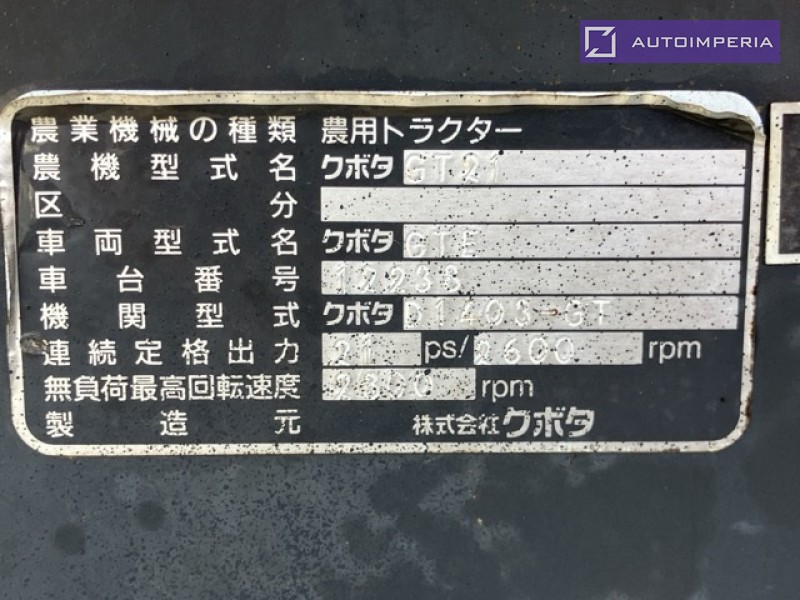 AUTOIMPERIA
農業機械の種類 農用トラクター
農機型式名 クボタ GT21
区分
車両型式名 クボタ GTE
車台番号
機関型式 クボタ D1403-GT
連続定格出力 21 ps/2600 rpm
無負荷最高回転速度 rpm
製造元 株式会社クボタ